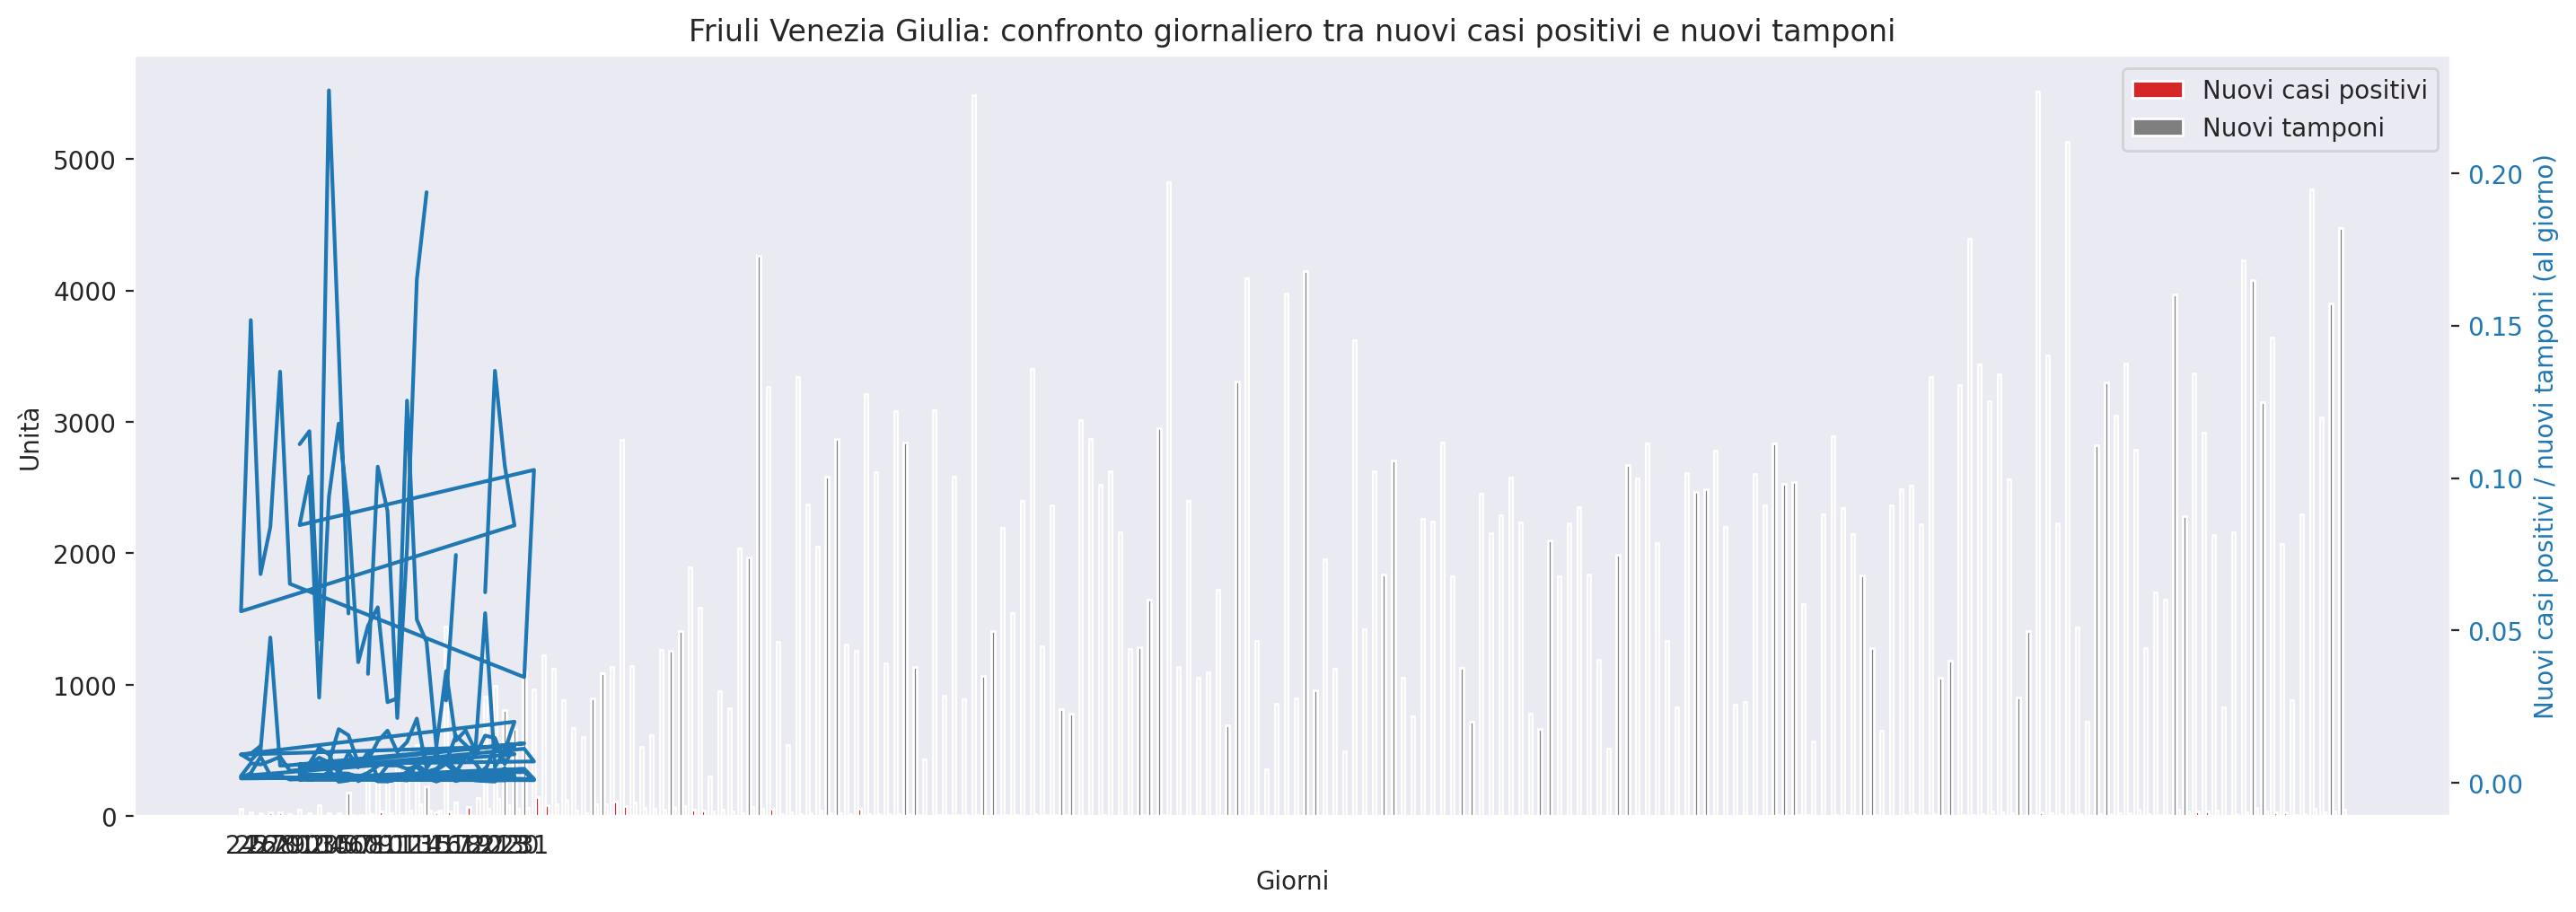 Friuli Venezia Giulia: confronto giornaliero tra nuovi casi positivi e nuovi tamponi
Nuovi casi positivi
Nuovi tamponi
5000
4000
3000
2000
1000
0
Unità
0.20
0.15
0.10
0.05
0.00
Nuovi casi positivi / nuovi tamponi (al giorno)
Giorni